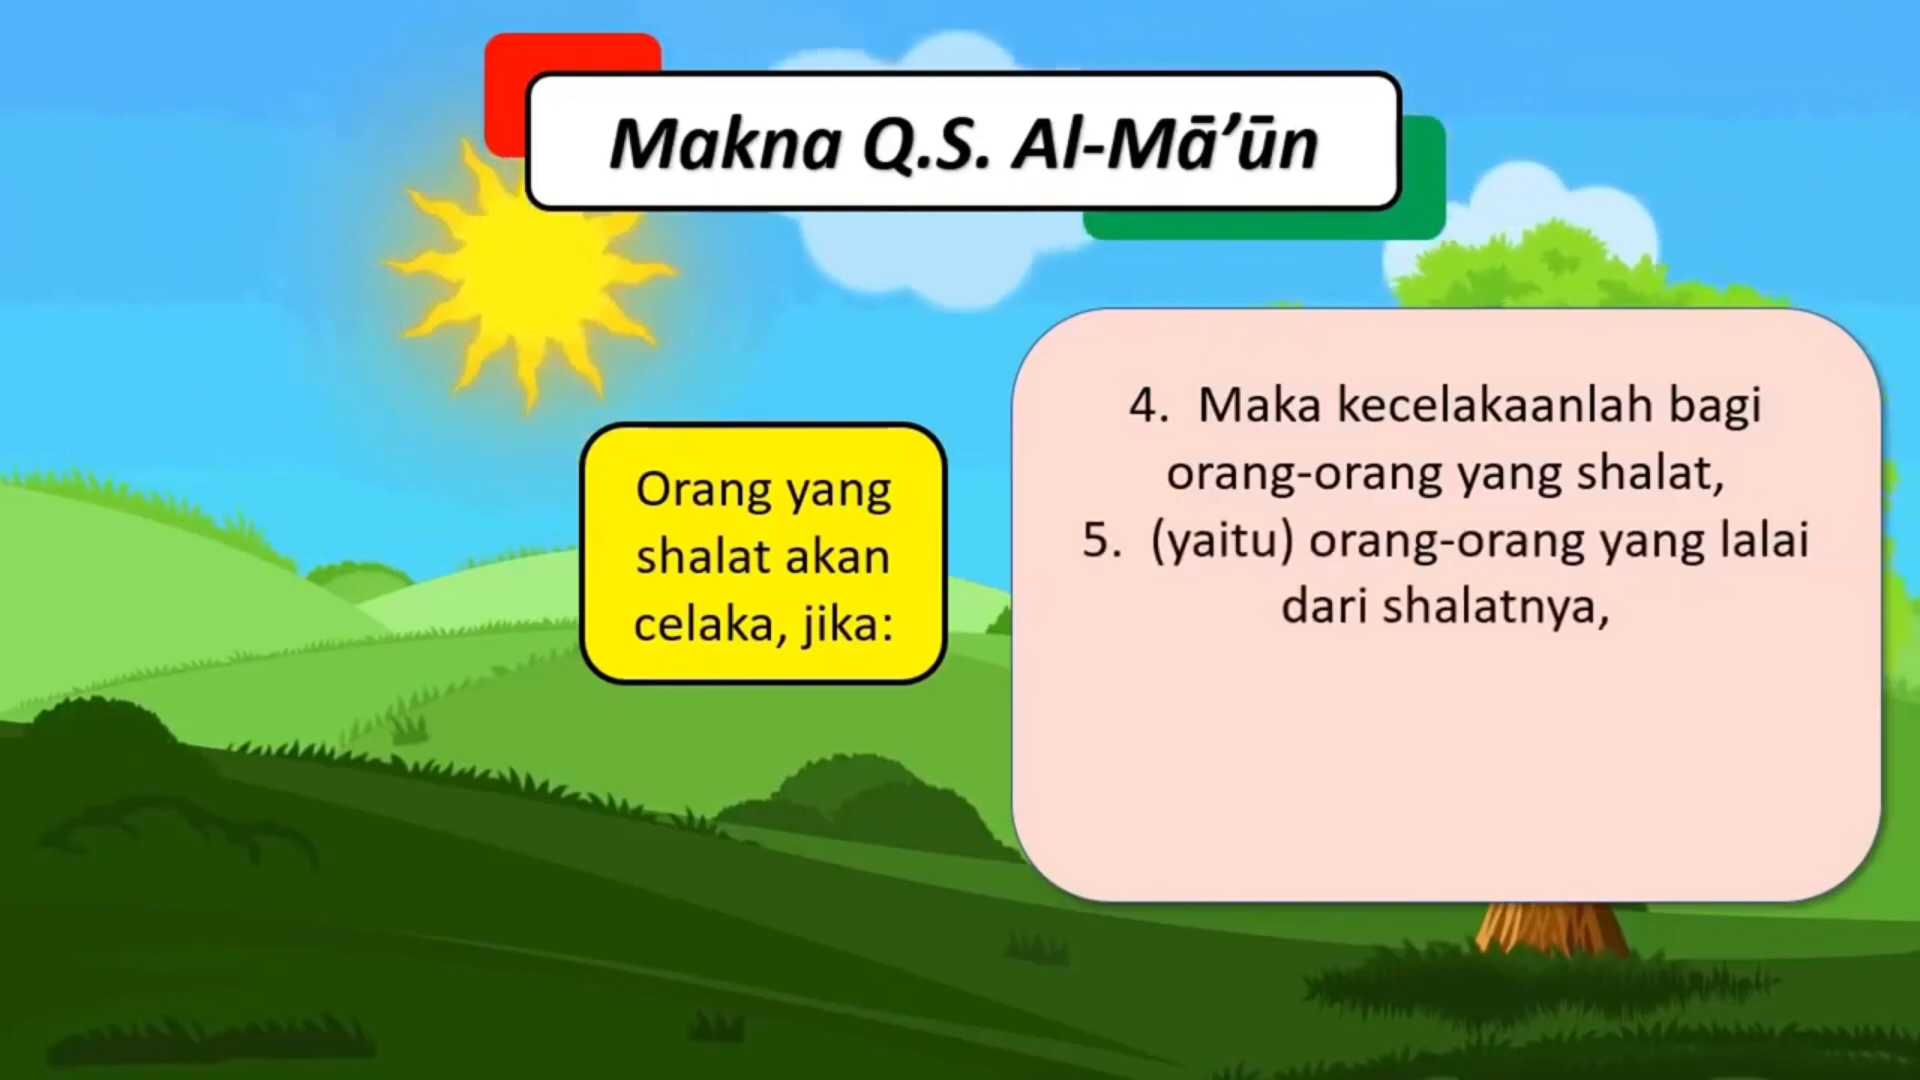 Makna Q.S. Al-Mā’ūn
Orang yang
shalat akan
celaka, jika:
4. Maka kecelakaanlah bagi
orang-orang yang shalat,
5. (yaitu) orang-orang yang lalai
dari shalatnya,